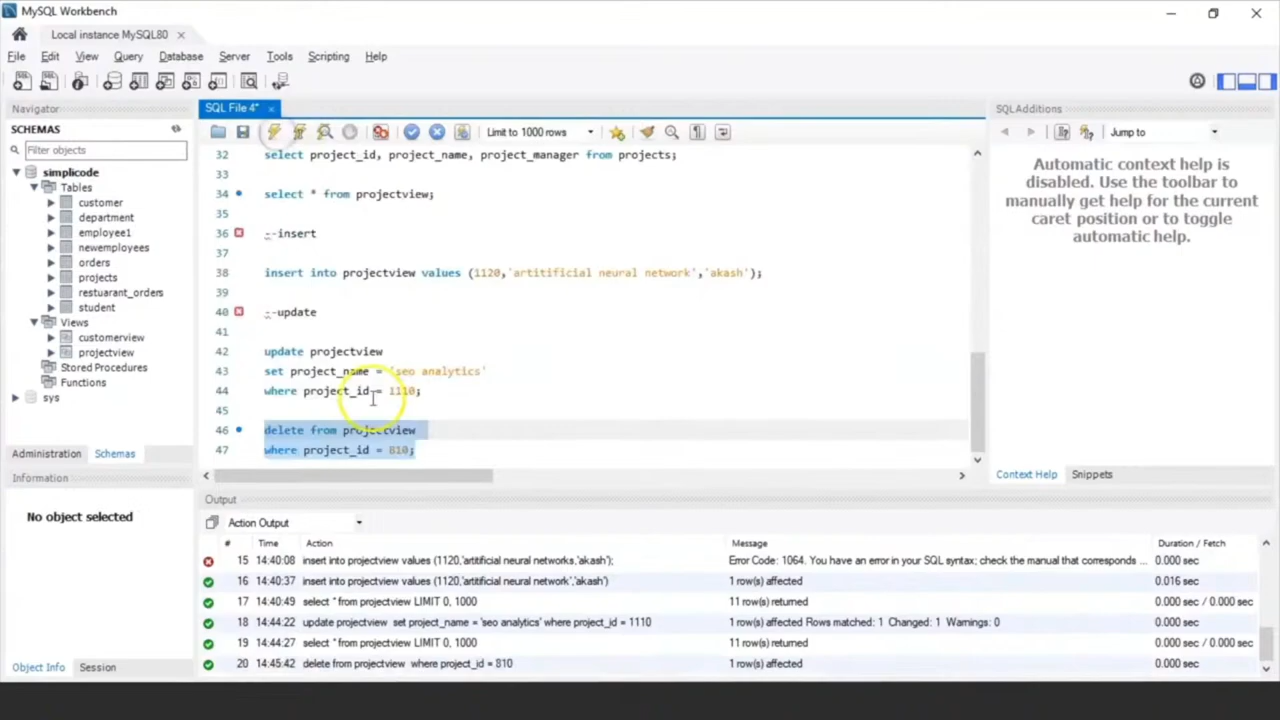 MySQL Workbench
Local instance MySQL80
File Edit View Query Database Server Tools Scripting Help
Navigator
SCHEMAS
Filter objects
simplicode
Tables
customer
department
employee1
newemployees
orders
projects
restuarant_orders
student
Views
customerview
projectview
Stored Procedures
Functions
sys
Administration Schemas
Information
No object selected
Object Info Session
SQL File 4*
Limit to 1000 rows
32 select project_id, project_name, project_manager from projects;
33
34 select * from projectview;
35
36 --insert
37
38 insert into projectview values (1120,'artitificial neural network','akash');
39
40 --update
41
42 update projectview
43 set project_name = 'seo analytics'
44 where project_id = 1110;
45
46 delete from projectview
47 where project_id = 810;
SQLAdditions
Jump to
Automatic context help is
disabled. Use the toolbar to
manually get help for the current
caret position or to toggle
automatic help.
Context Help Snippets
Output
Action Output
# Time Action Message Duration / Fetch
15 14:40:08 insert into projectview values (1120,'artitificial neural networks,'akash'); Error Code: 1064. You have an error in your SQL syntax; check the manual that corresponds ... 0.000 sec
16 14:40:37 insert into projectview values (1120,'artitificial neural network','akash') 1 row(s) affected 0.016 sec
17 14:40:49 select * from projectview LIMIT 0, 1000 11 row(s) returned 0.000 sec / 0.000 sec
18 14:44:22 update projectview set project_name = 'seo analytics' where project_id = 1110 1 row(s) affected Rows matched: 1 Changed: 1 Warnings: 0 0.000 sec
19 14:44:27 select * from projectview LIMIT 0, 1000 11 row(s) returned 0.000 sec / 0.000 sec
20 14:45:42 delete from projectview where project_id = 810 1 row(s) affected 0.000 sec